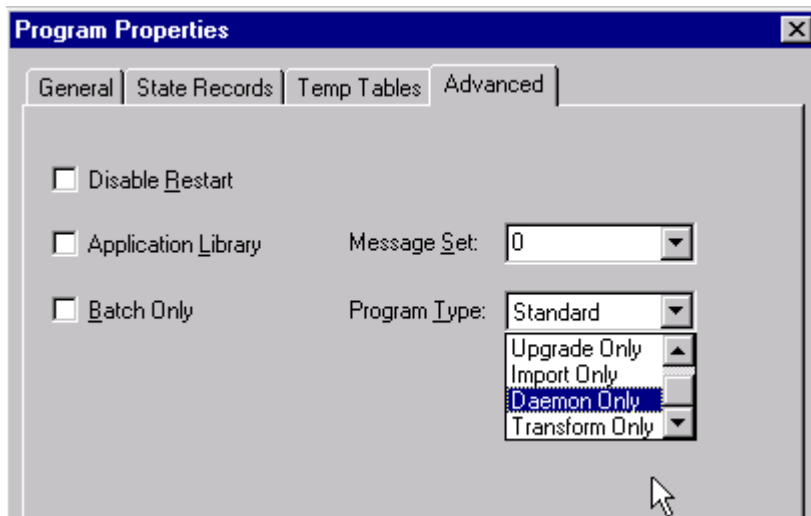 Program Properties
General State Records Temp Tables Advanced
Disable Restart
Application Library Message Set: 0
Batch Only Program Type: Standard
Upgrade Only
Import Only
Daemon Only
Transform Only